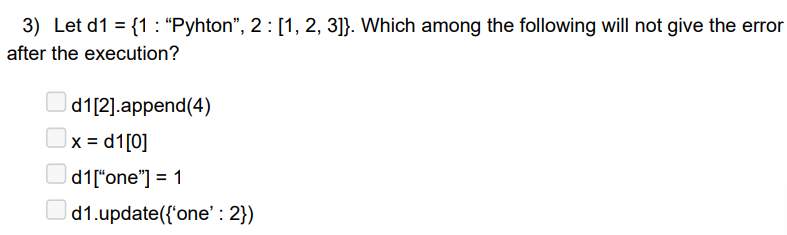 3) Let d1 = {1 : “Pyhton”, 2 : [1, 2, 3]}. Which among the following will not give the error
after the execution?
d1[2].append(4)
x = d1[0]
d1[“one”] = 1
d1.update({‘one’ : 2})